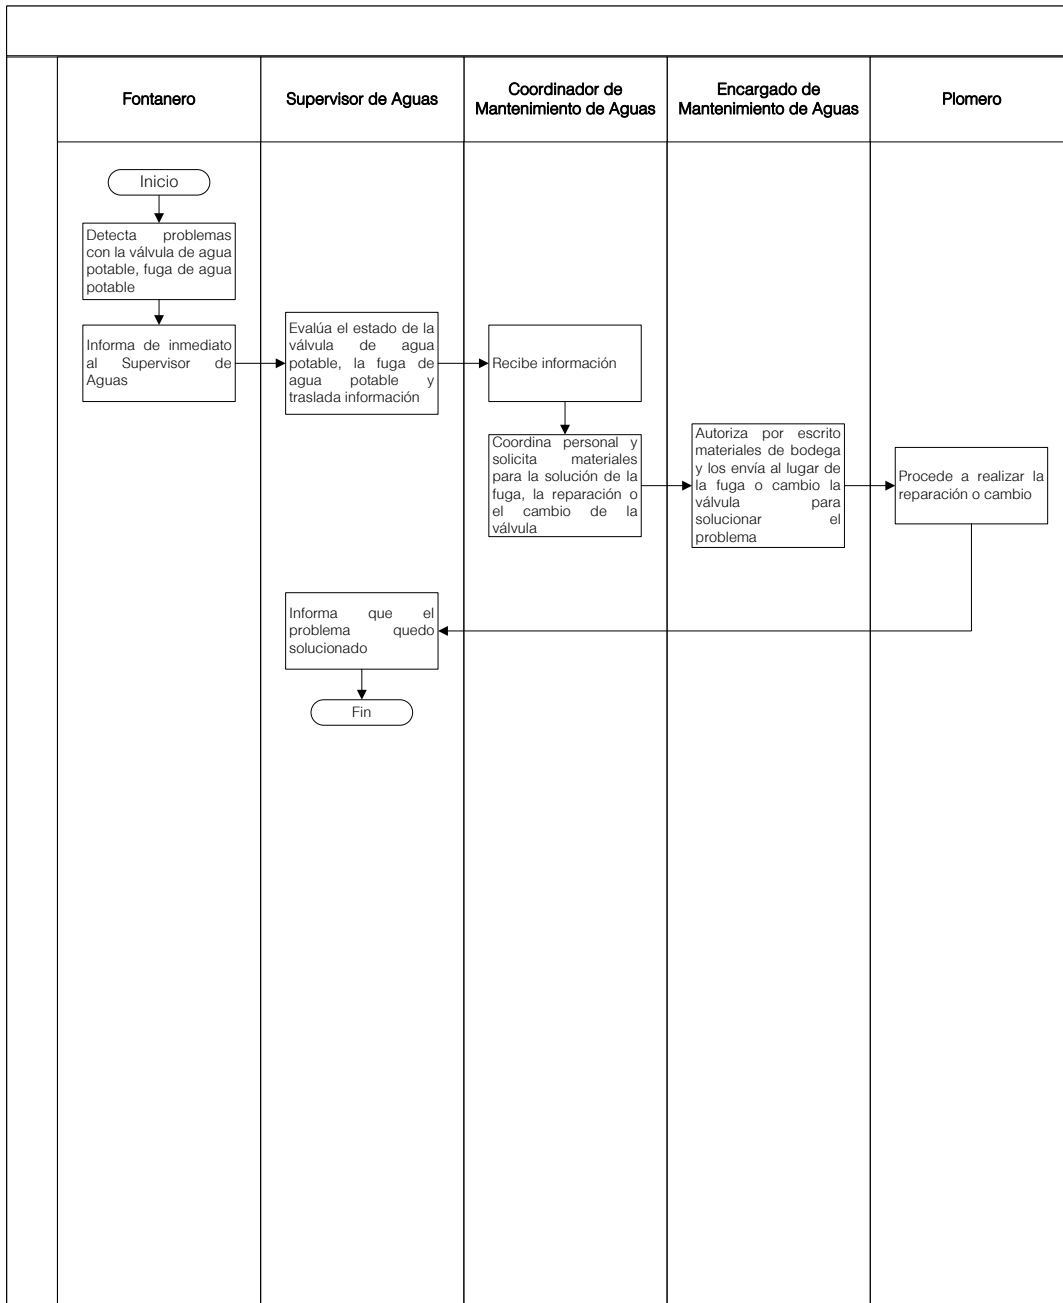 Fontanero
Supervisor de Aguas
Coordinador de
Mantenimiento de Aguas
Encargado de
Mantenimiento de Aguas
Plomero
Inicio
Detecta problemas
con la válvula de agua
potable, fuga de agua
potable
Informa de inmediato
al Supervisor de
Aguas
Evalúa el estado de la
válvula de agua
potable, la fuga de
agua potable y
traslada información
Recibe información
Coordina personal y
solicita materiales
para la solución de la
fuga, la reparación o
el cambio de la
válvula
Autoriza por escrito
materiales de bodega
y los envía al lugar de
la fuga o cambio la
válvula para
solucionar el
problema
Procede a realizar la
reparación o cambio
Informa que el
problema quedo
solucionado
Fin